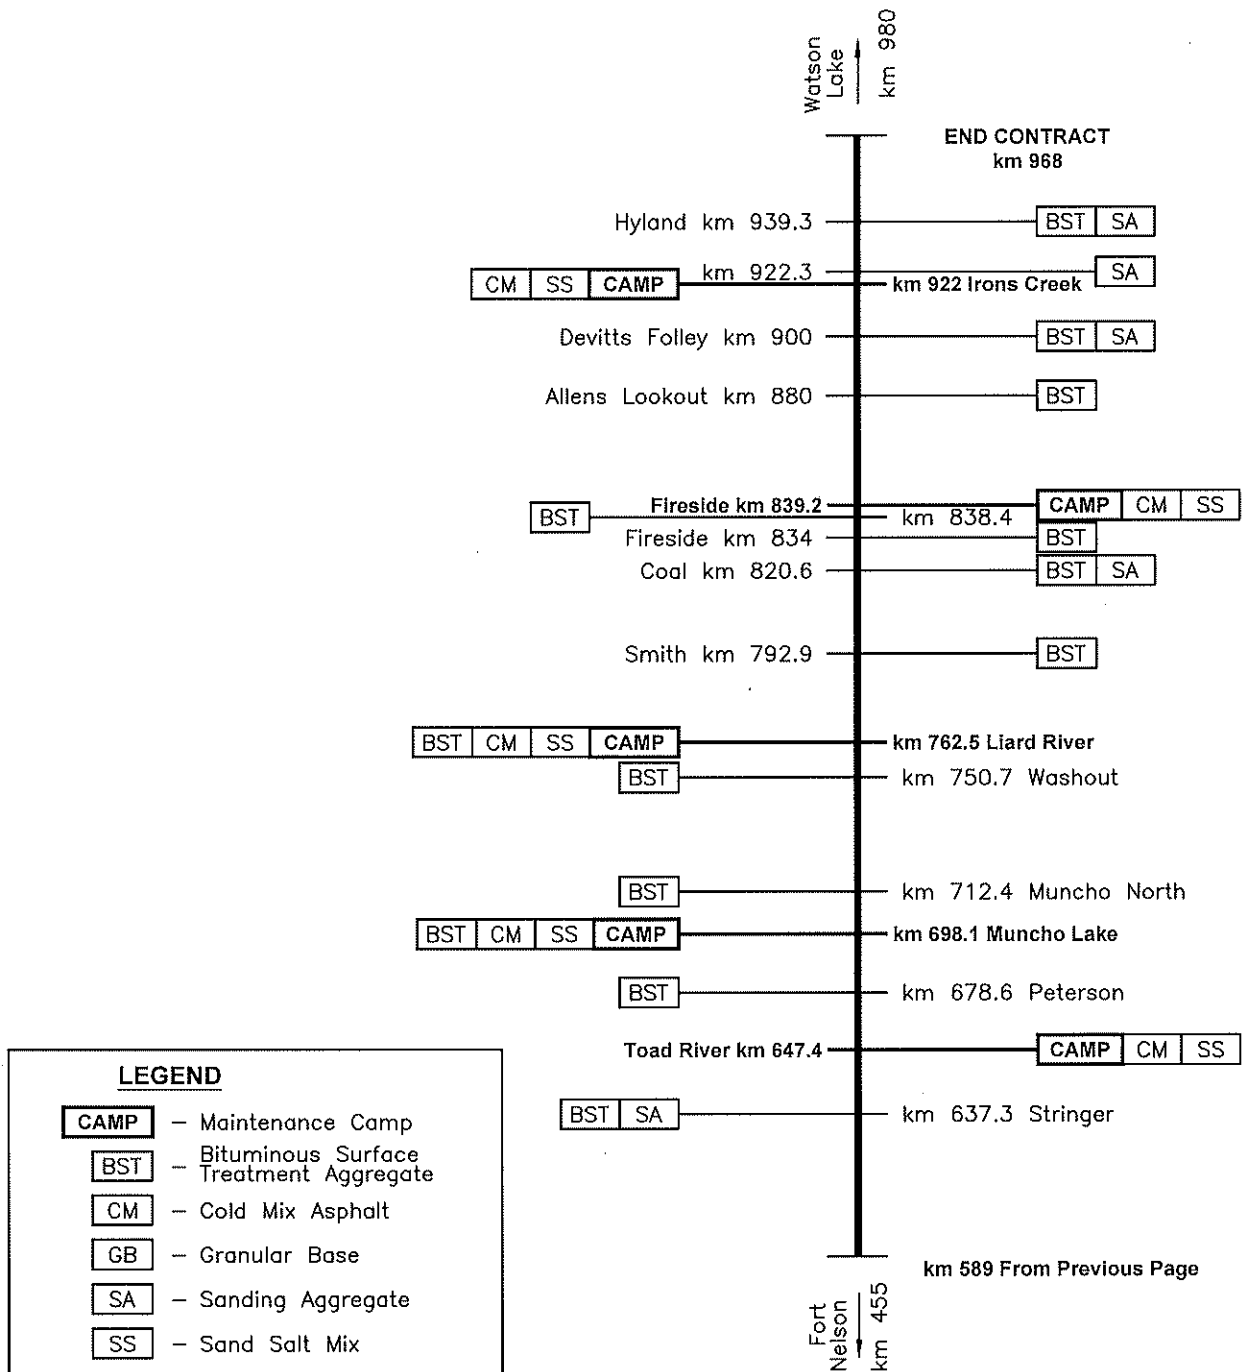 Watson
Lake
km 980
END CONTRACT
km 968
Hyland km 939.3
BST SA
km 922.3
SA
CM SS CAMP
km 922 Irons Creek
Devitts Folley km 900
BST SA
Allens Lookout km 880
BST
Fireside km 839.2
CAMP CM SS
BST
km 838.4
Fireside km 834
BST
Coal km 820.6
BST SA
Smith km 792.9
BST
BST CM SS CAMP
km 762.5 Liard River
BST
km 750.7 Washout
BST
km 712.4 Muncho North
BST CM SS CAMP
km 698.1 Muncho Lake
BST
km 678.6 Peterson
Toad River km 647.4
CAMP CM SS
BST SA
km 637.3 Stringer
km 589 From Previous Page
Fort
Nelson
km 455
LEGEND
CAMP – Maintenance Camp
BST – Bituminous Surface
Treatment Aggregate
CM – Cold Mix Asphalt
GB – Granular Base
SA – Sanding Aggregate
SS – Sand Salt Mix